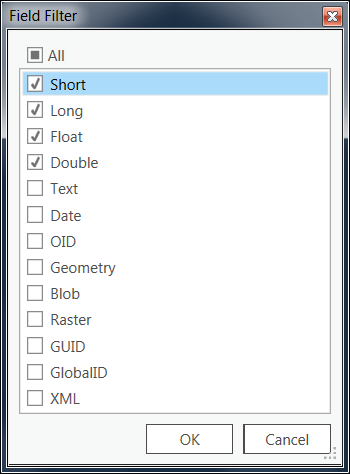 Field Filter
All
Short
Long
Float
Double
Text
Date
OID
Geometry
Blob
Raster
GUID
GlobalID
XML
OK Cancel